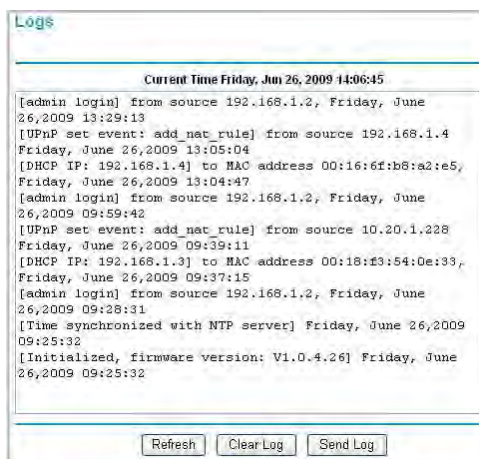 Logs
Current Time Friday, Jun 26, 2009 14:06:45
[admin login] from source 192.168.1.2, Friday, June
26,2009 13:29:13
[UPnP set event: add_nat_rule] from source 192.168.1.4
Friday, June 26,2009 13:05:04
[DHCP IP: 192.168.1.4] to MAC address 00:16:6f:b8:a2:e5,
Friday, June 26,2009 13:04:47
[admin login] from source 192.168.1.2, Friday, June
26,2009 09:59:42
[UPnP set event: add_nat_rule] from source 10.20.1.228
Friday, June 26,2009 09:39:11
[DHCP IP: 192.168.1.3] to MAC address 00:18:f3:54:0e:33,
Friday, June 26,2009 09:37:15
[admin login] from source 192.168.1.2, Friday, June
26,2009 09:28:31
[Time synchronized with NTP server] Friday, June 26,2009
09:25:32
[Initialized, firmware version: V1.0.4.26] Friday, June
26,2009 09:25:32
Refresh Clear Log Send Log